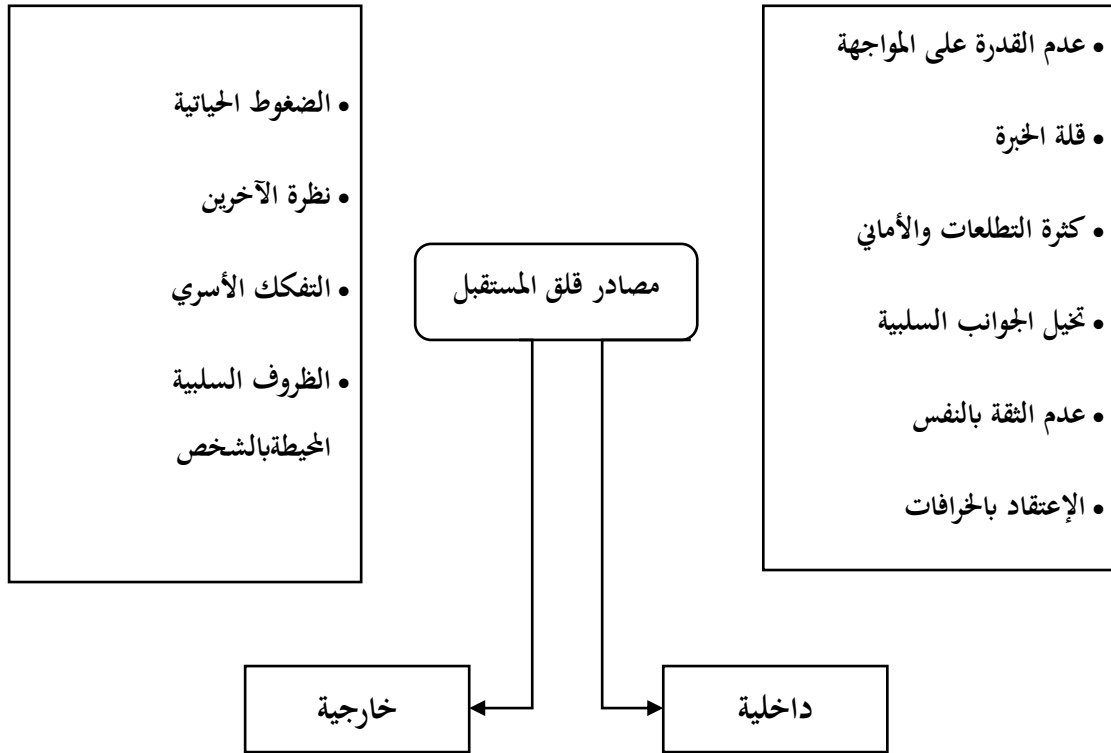 • عدم القدرة على المواجهة
• قلة الخبرة
• كثرة التطلعات والأماني
• تخيل الجوانب السلبية
• عدم الثقة بالنفس
• الإعتقاد بالخرافات
مصادر قلق المستقبل
• الضغوط الحياتية
• نظرة الآخرين
• التفكك الأسري
• الظروف السلبية
المحيطةبالشخص
داخلية
خارجية